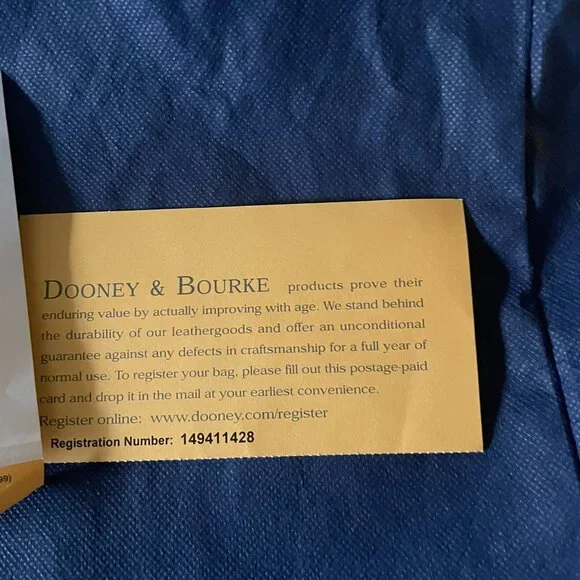 DOONEY & BOURKE products prove their
enduring value by actually improving with age. We stand behind
the durability of our leathergoods and offer an unconditional
guarantee against any defects in craftsmanship for a full year of
normal use. To register your bag, please fill out this postage-paid
card and drop it in the mail at your earliest convenience.
Register online: www.dooney.com/register
Registration Number: 149411428
99)